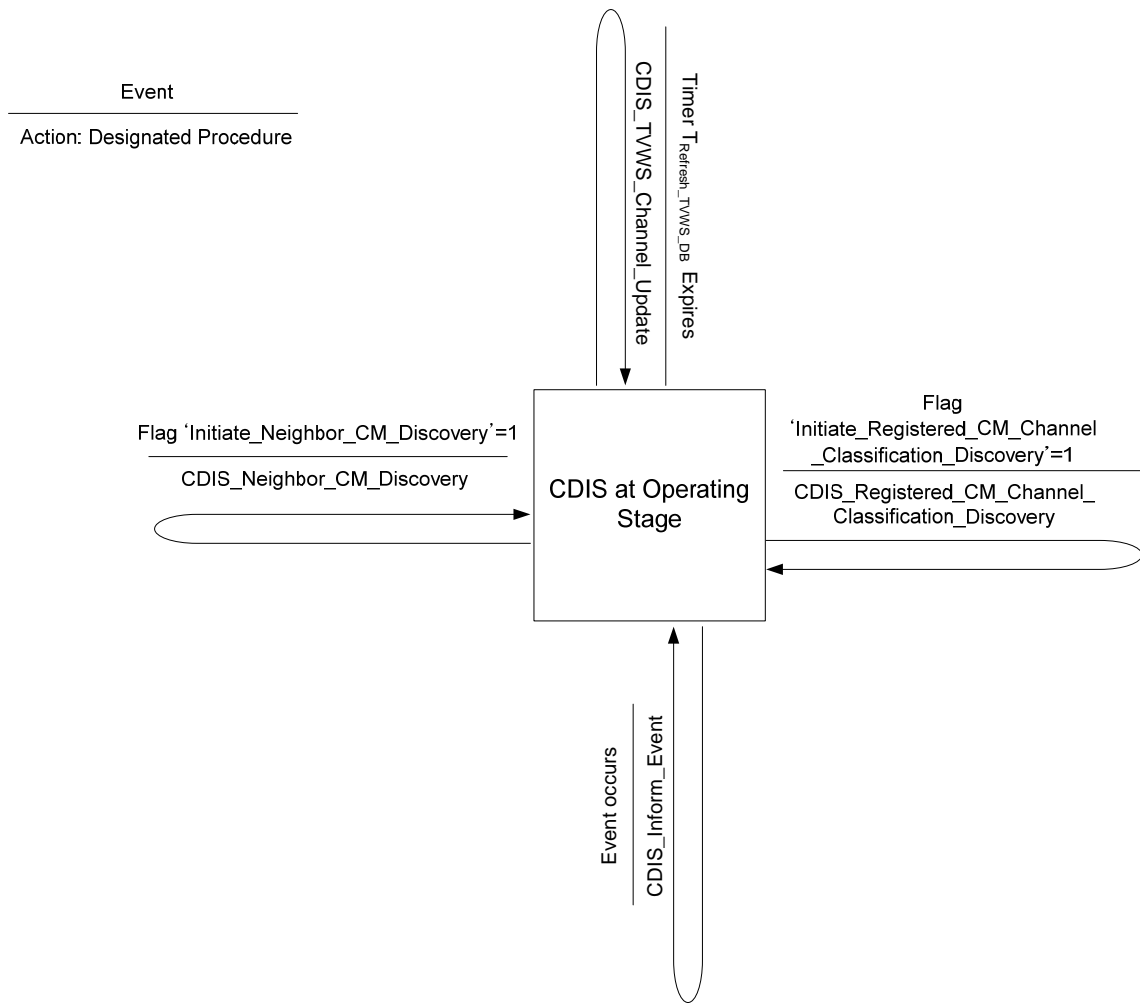 Event
Action: Designated Procedure
Timer TRefresh_TVWS_DB Expires
CDIS_TVWS_Channel_Update
Flag ‘Initiate_Neighbor_CM_Discovery’=1
CDIS_Neighbor_CM_Discovery
CDIS at Operating
Stage
Flag
‘Initiate_Registered_CM_Channel
_Classification_Discovery’=1
CDIS_Registered_CM_Channel_
Classification_Discovery
Event occurs
CDIS_Inform_Event